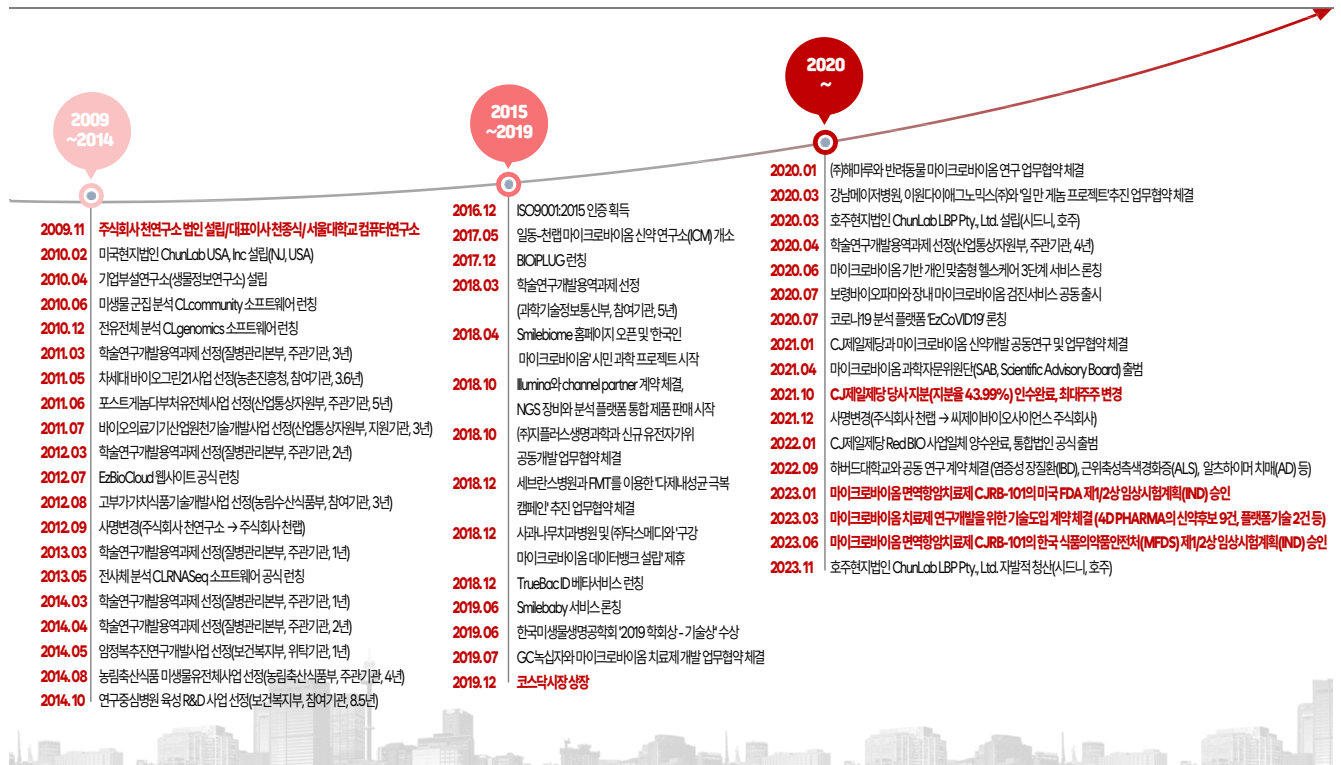 2009
~2014
2009.11 주식회사 천연구소 법인 설립/대표이사 천종식/서울대학교 컴퓨터연구소
2010.02 미국현지법인 ChunLab USA, Inc 설립(NJ, USA)
2010.04 기업부설연구소(생물정보연구소) 설립
2010.06 미생물 군집 분석 CLcommunity 소프트웨어 런칭
2010.12 전유전체 분석 CLgenomics 소프트웨어 런칭
2011.03 학술연구개발용역과제 선정(질병관리본부, 주관기관, 3년)
2011.05 차세대 바이오그린21사업 선정(농촌진흥청, 참여기관, 3.6년)
2011.06 포스트게놈다부처유전체사업 선정(산업통상자원부, 주관기관, 5년)
2011.07 바이오의료기기산업원천기술개발사업 선정(산업통상자원부, 지원기관, 3년)
2012.03 학술연구개발용역과제 선정(질병관리본부, 주관기관, 2년)
2012.07 EzBioCloud 웹사이트 공식 런칭
2012.08 고부가가치식품기술개발사업 선정(농림수산식품부, 참여기관, 3년)
2012.09 사명변경(주식회사 천연구소 → 주식회사 천랩)
2013.03 학술연구개발용역과제 선정(질병관리본부, 주관기관, 1년)
2013.05 전사체 분석 CLRNASeq 소프트웨어 공식 런칭
2014.03 학술연구개발용역과제 선정(질병관리본부, 주관기관, 1년)
2014.04 학술연구개발용역과제 선정(질병관리본부, 주관기관, 2년)
2014.05 암정복추진연구개발사업 선정(보건복지부, 위탁기관, 1년)
2014.08 농림축산식품 미생물유전체사업 선정(농림축산식품부, 주관기관, 4년)
2014.10 연구중심병원 육성 R&D 사업 선정(보건복지부, 참여기관, 8.5년)
2015
~2019
2016.12 ISO9001:2015 인증 획득
2017.05 일동-천랩 마이크로바이옴 신약 연구소(ICM) 개소
2017.12 BIOiPLUG 런칭
2018.03 학술연구개발용역과제 선정
(과학기술정보통신부, 참여기관, 5년)
2018.04 Smilebiome 홈페이지 오픈 및 '한국인
마이크로바이옴' 시민 과학 프로젝트 시작
2018.10 Illumina와 channel partner 계약 체결,
NGS 장비와 분석 플랫폼 통합 제품 판매 시작
2018.10 ㈜지플러스생명과학과 신규 유전자가위
공동개발 업무협약 체결
2018.12 세브란스병원과 FMT를 이용한 '다제내성균 극복
캠페인' 추진 업무협약 체결
2018.12 사과나무치과병원 및 ㈜닥스메디와 '구강
마이크로바이옴 데이터뱅크 설립' 제휴
2018.12 TrueBac ID 베타서비스 런칭
2019.06 Smilebaby 서비스 론칭
2019.06 한국미생물생명공학회 '2019 학회상 - 기술상' 수상
2019.07 GC녹십자와 마이크로바이옴 치료제 개발 업무협약 체결
2019.12 코스닥시장 상장
2020
~
2020.01 ㈜해마루와 반려동물 마이크로바이옴 연구 업무협약 체결
2020.03 강남메이저병원, 이원다이애그노믹스㈜와 '일 만 게놈 프로젝트' 추진 업무협약 체결
2020.03 호주현지법인 ChunLab LBP Pty., Ltd. 설립(시드니, 호주)
2020.04 학술연구개발용역과제 선정(산업통상자원부, 주관기관, 4년)
2020.06 마이크로바이옴 기반 개인 맞춤형 헬스케어 3단계 서비스 론칭
2020.07 보령바이오파마와 장내 마이크로바이옴 검진서비스 공동 출시
2020.07 코로나19 분석 플랫폼 'EzCoVID19' 론칭
2021.01 CJ제일제당과 마이크로바이옴 신약개발 공동연구 및 업무협약 체결
2021.04 마이크로바이옴 과학자문위원단(SAB, Scientific Advisory Board) 출범
2021.10 CJ제일제당 당사 지분(지분율 43.99%) 인수완료, 최대주주 변경
2021.12 사명변경(주식회사 천랩 → 씨제이바이오사이언스 주식회사)
2022.01 CJ제일제당 Red BIO 사업일체 양수완료, 통합법인 공식 출범
2022.09 하버드대학교와 공동 연구 계약 체결 (염증성 장질환(IBD), 근위축성측색경화증(ALS), 알츠하이머 치매(AD) 등)
2023.01 마이크로바이옴 면역항암치료제 CJRB-101의 미국 FDA 제1/2상 임상시험계획(IND) 승인
2023.03 마이크로바이옴 치료제 연구개발을 위한 기술도입 계약 체결 (4D PHARMA의 신약후보 9건, 플랫폼기술 2건 등)
2023.06 마이크로바이옴 면역항암치료제 CJRB-101의 한국 식품의약품안전처(MFDS) 제1/2상 임상시험계획(IND) 승인
2023.11 호주현지법인 ChunLab LBP Pty., Ltd. 자발적 청산(시드니, 호주)